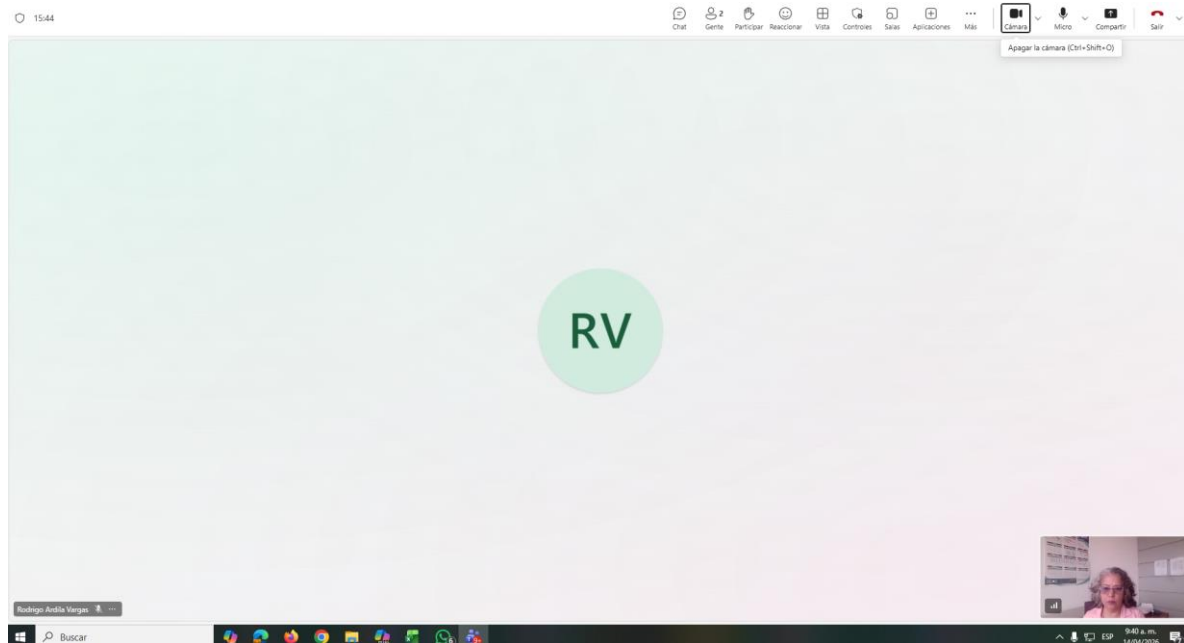 15:44
Chat
Gente 2
Participar
Reaccionar
Vista
Controles
Salas
Aplicaciones
Más
Cámara
Micro
Compartir
Salir
Apagar la cámara (Ctrl+Shift+O)
RV
Rodrigo Ardila Vargas
Buscar
6
ESP
9:40 a. m.
14/04/2026